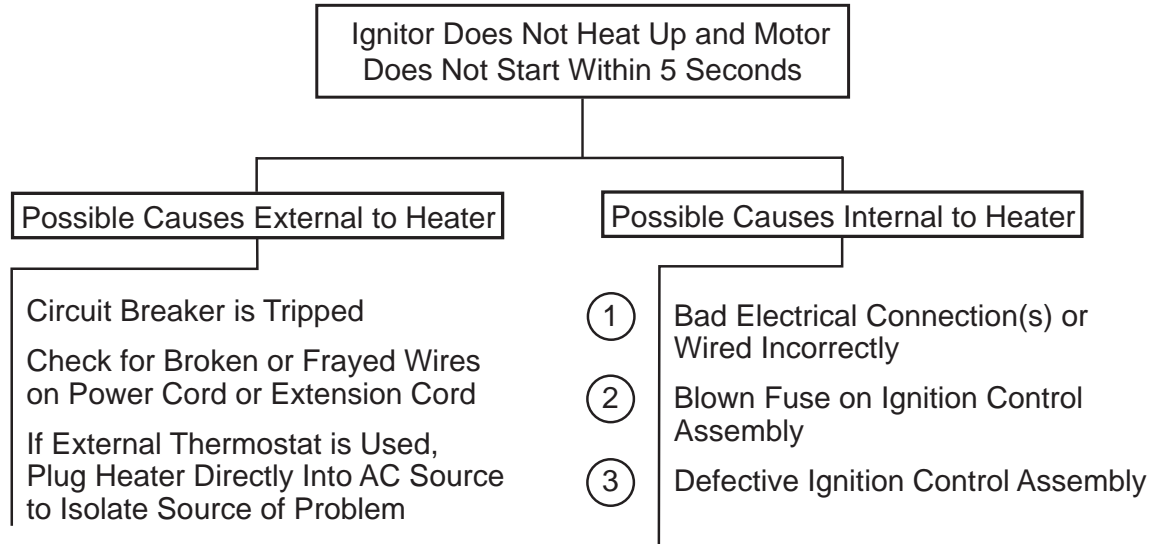 Ignitor Does Not Heat Up and Motor
Does Not Start Within 5 Seconds
Possible Causes External to Heater
Circuit Breaker is Tripped
Check for Broken or Frayed Wires
on Power Cord or Extension Cord
If External Thermostat is Used,
Plug Heater Directly Into AC Source
to Isolate Source of Problem
Possible Causes Internal to Heater
1 Bad Electrical Connection(s) or
Wired Incorrectly
2 Blown Fuse on Ignition Control
Assembly
3 Defective Ignition Control Assembly